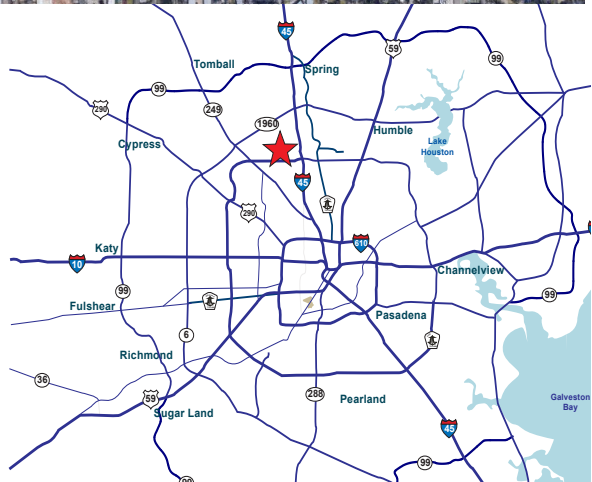 45
59
Tomball
Spring
99
99
290
249
1960
Humble
Cypress
Lake
Houston
45
290
610
Katy
10
Channelview
99
99
Fulshear
Pasadena
6
Richmond
36
59
288
Pearland
Galveston
Bay
Sugar Land
45
99